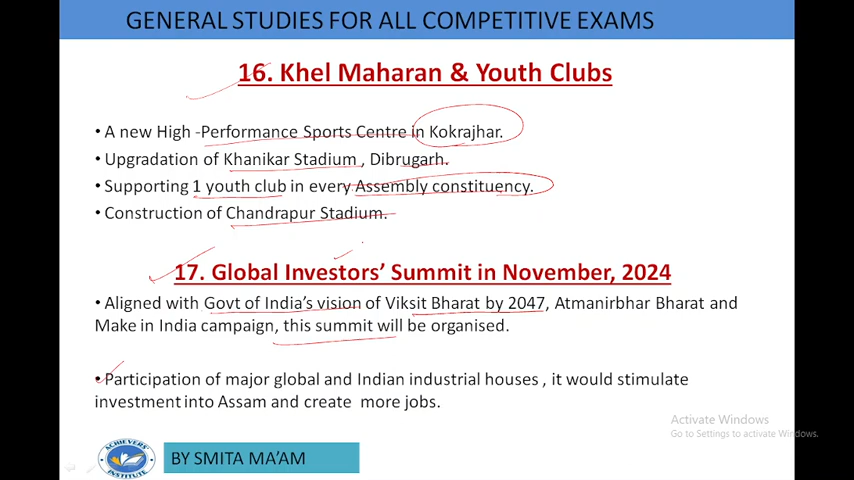 GENERAL STUDIES FOR ALL COMPETITIVE EXAMS
16. Khel Maharan & Youth Clubs
• A new High -Performance Sports Centre in Kokrajhar.
• Upgradation of Khanikar Stadium , Dibrugarh.
• Supporting 1 youth club in every Assembly constituency.
• Construction of Chandrapur Stadium.
17. Global Investors’ Summit in November, 2024
• Aligned with Govt of India’s vision of Viksit Bharat by 2047, Atmanirbhar Bharat and
Make in India campaign, this summit will be organised.
• Participation of major global and Indian industrial houses , it would stimulate
investment into Assam and create more jobs.
Activate Windows
Go to Settings to activate Windows.
ACHIEVERS'
INSTITUTE
BY SMITA MA’AM